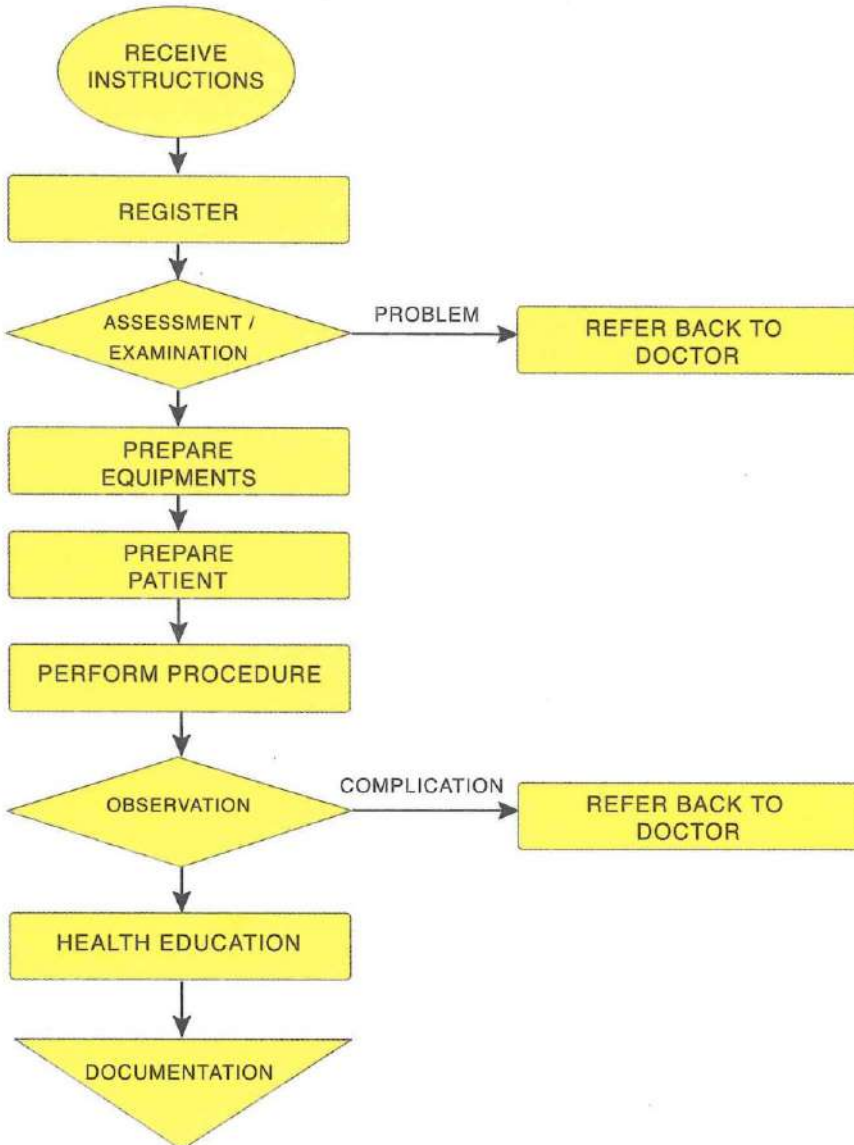 RECEIVE
INSTRUCTIONS
REGISTER
ASSESSMENT /
EXAMINATION
PROBLEM
REFER BACK TO
DOCTOR
PREPARE
EQUIPMENTS
PREPARE
PATIENT
PERFORM PROCEDURE
OBSERVATION
COMPLICATION
REFER BACK TO
DOCTOR
HEALTH EDUCATION
DOCUMENTATION